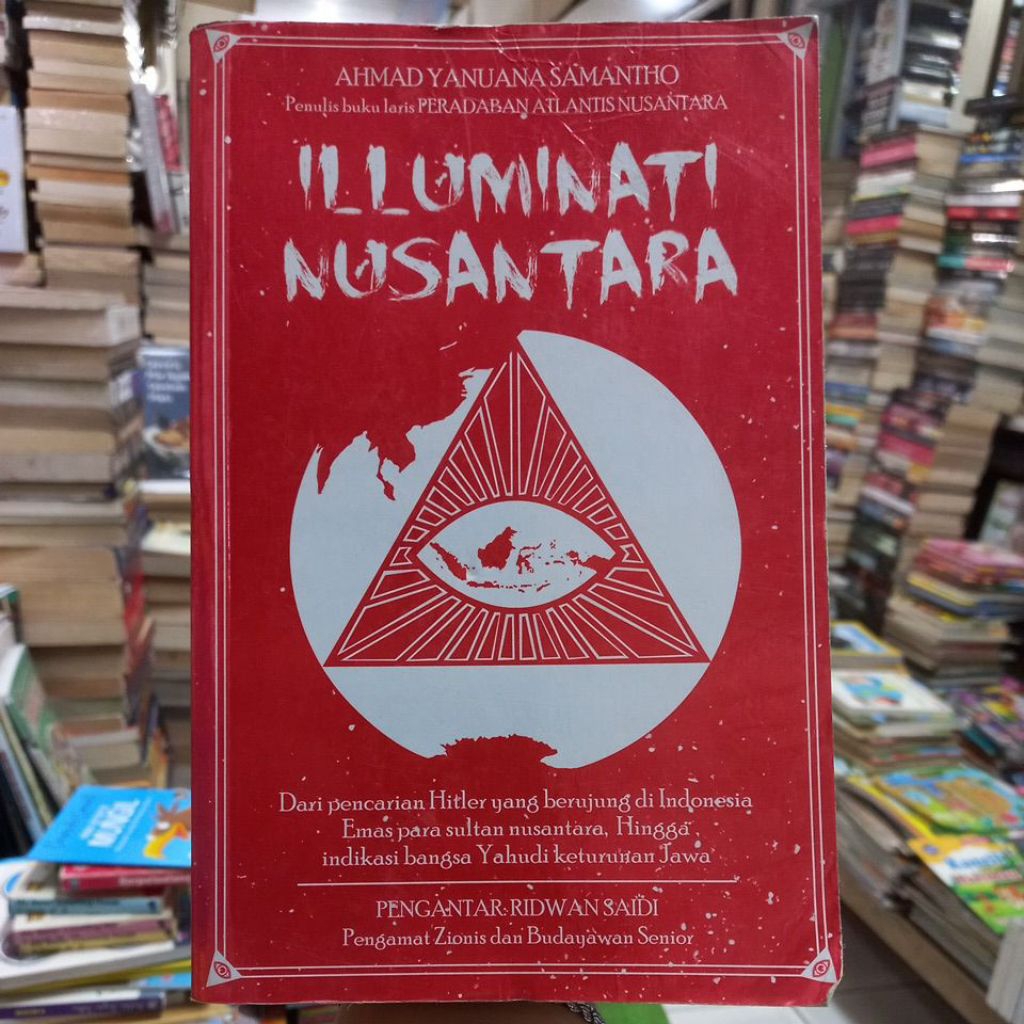 AHMAD YANUANA SAMANTHO
Penulis buku laris PERADABAN ATLANTIS NUSANTARA
ILLUMINATI
NUSANTARA
Dari pencarian Hitler yang berujung di Indonesia
Emas para sultan nusantara, Hingga
indikasi bangsa Yahudi keturunan Jawa
PENGANTAR: RIDWAN SAIDI
Pengamat Zionis dan Budayawan Senior